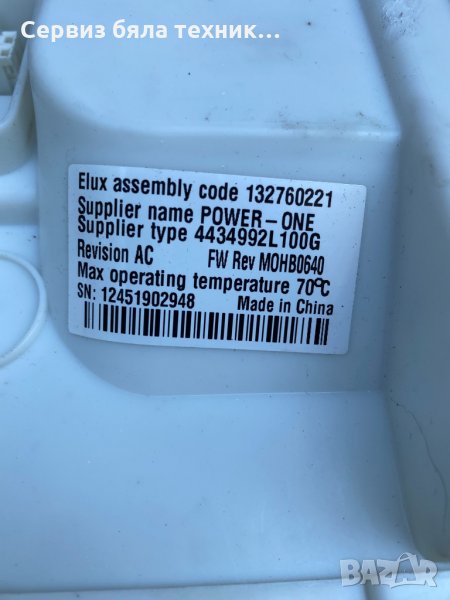 Сервиз бяла техник...
Elux assembly code 132760221
Supplier name POWER-ONE
Supplier type 4434992L100G
Revision AC FW Rev MOHB0640
Max operating temperature 70°C
SN: 12451902948 Made in China
BAZAR